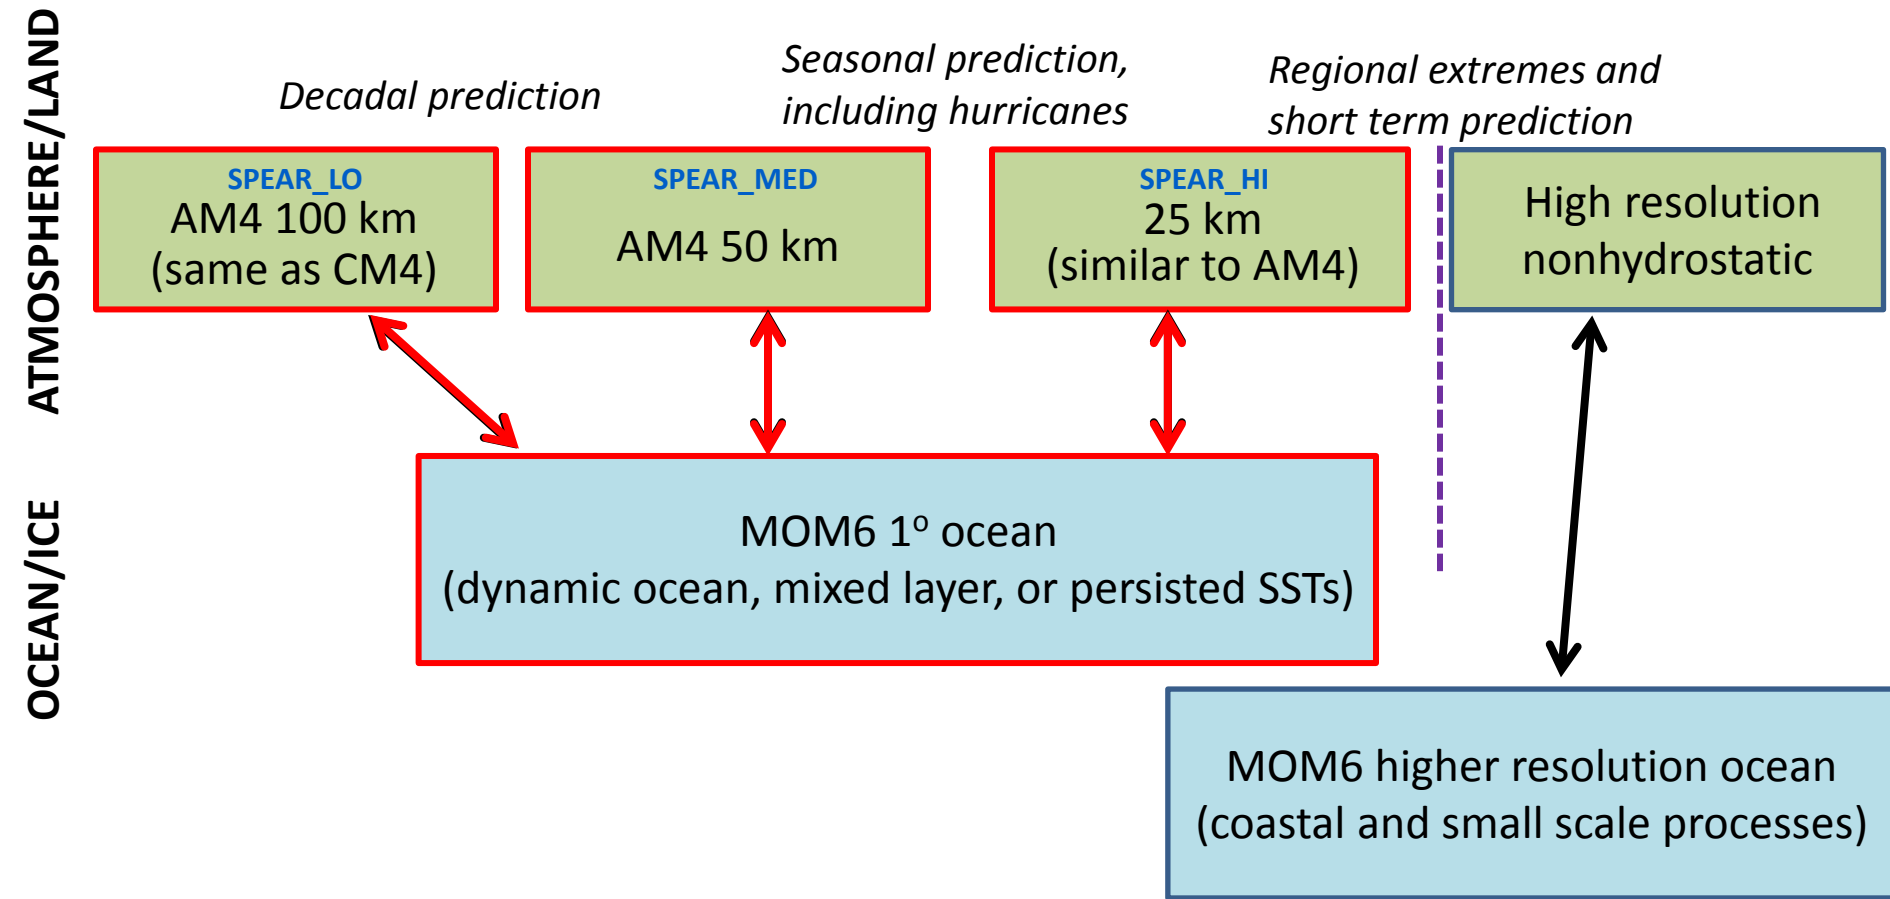 ATMOSPHERE/LAND
Decadal prediction
Seasonal prediction,
including hurricanes
Regional extremes and
short term prediction
SPEAR_LO
AM4 100 km
(same as CM4)
SPEAR_MED
AM4 50 km
SPEAR_HI
25 km
(similar to AM4)
High resolution
nonhydrostatic
OCEAN/ICE
MOM6 1º ocean
(dynamic ocean, mixed layer, or persisted SSTs)
MOM6 higher resolution ocean
(coastal and small scale processes)